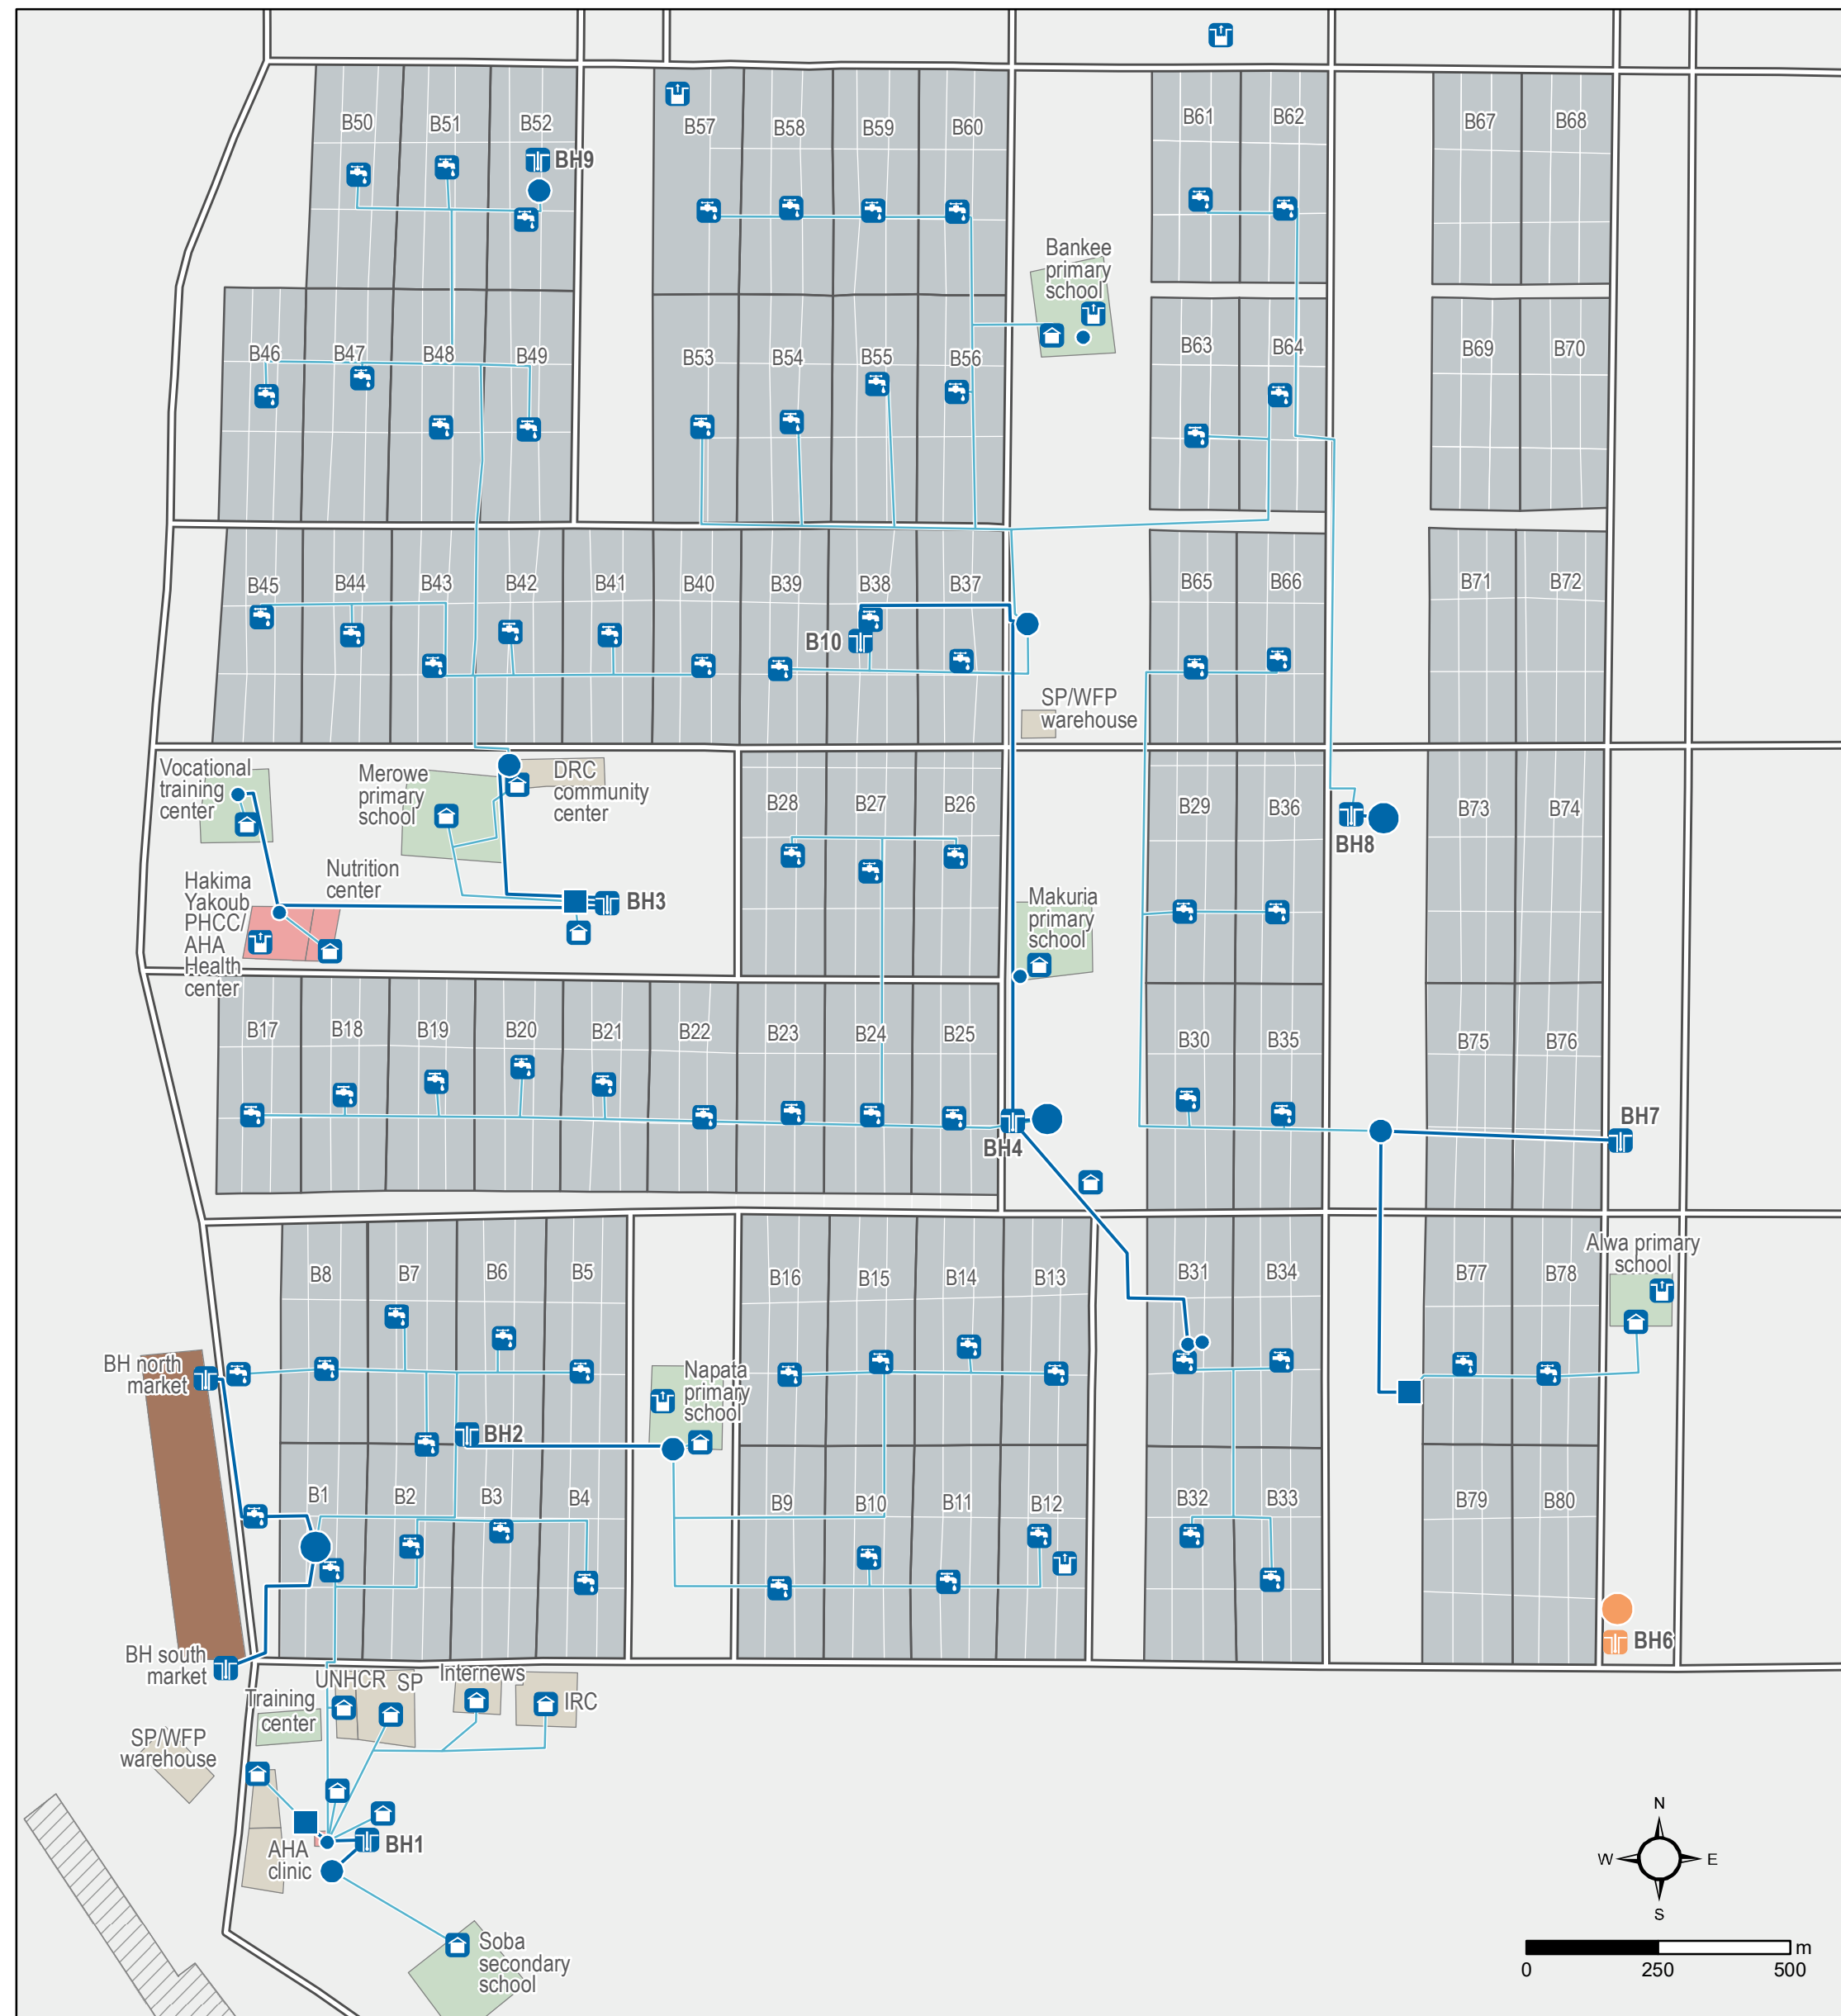 B50 B51 B52
BH9
B57 B58 B59 B60
B61 B62
B67 B68
Bankee
primary
school
B46 B47 B48 B49
B53 B54 B55 B56
B63 B64
B69 B70
B45 B44 B43 B42 B41 B40 B39 B38 B37
B10
B65 B66
B71 B72
SP/WFP
warehouse
Vocational
training
center
Merowe
primary
school
DRC
community
center
B28 B27 B26
B29 B36
B73 B74
BH8
Nutrition
center
Hakima
Yakoub
PHCC/
AHA
Health
center
BH3
Makuria
primary
school
B17 B18 B19 B20 B21 B22 B23 B24 B25
B30 B35
B75 B76
BH4
BH7
B8 B7 B6 B5
B16 B15 B14 B13
B31 B34
B77 B78
Alwa primary
school
BH north
market
BH2
Napata
primary
school
B1 B2 B3 B4
B9 B10 B11 B12
B32 B33
B79 B80
BH6
BH south
market
UNHCR SP
Internews
IRC
Training
center
SP/WFP
warehouse
AHA
clinic
BH1
Soba
secondary
school
N
W E
S
m
0 250 500